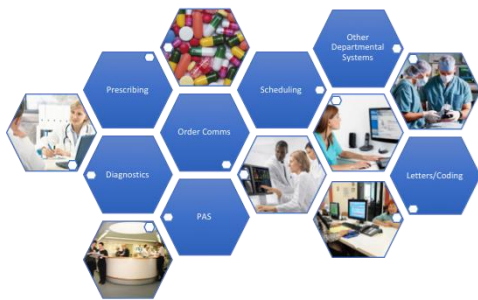 Other
Departmental
Systems
Prescribing
Scheduling
Order Comms
Diagnostics
Letters/Coding
PAS